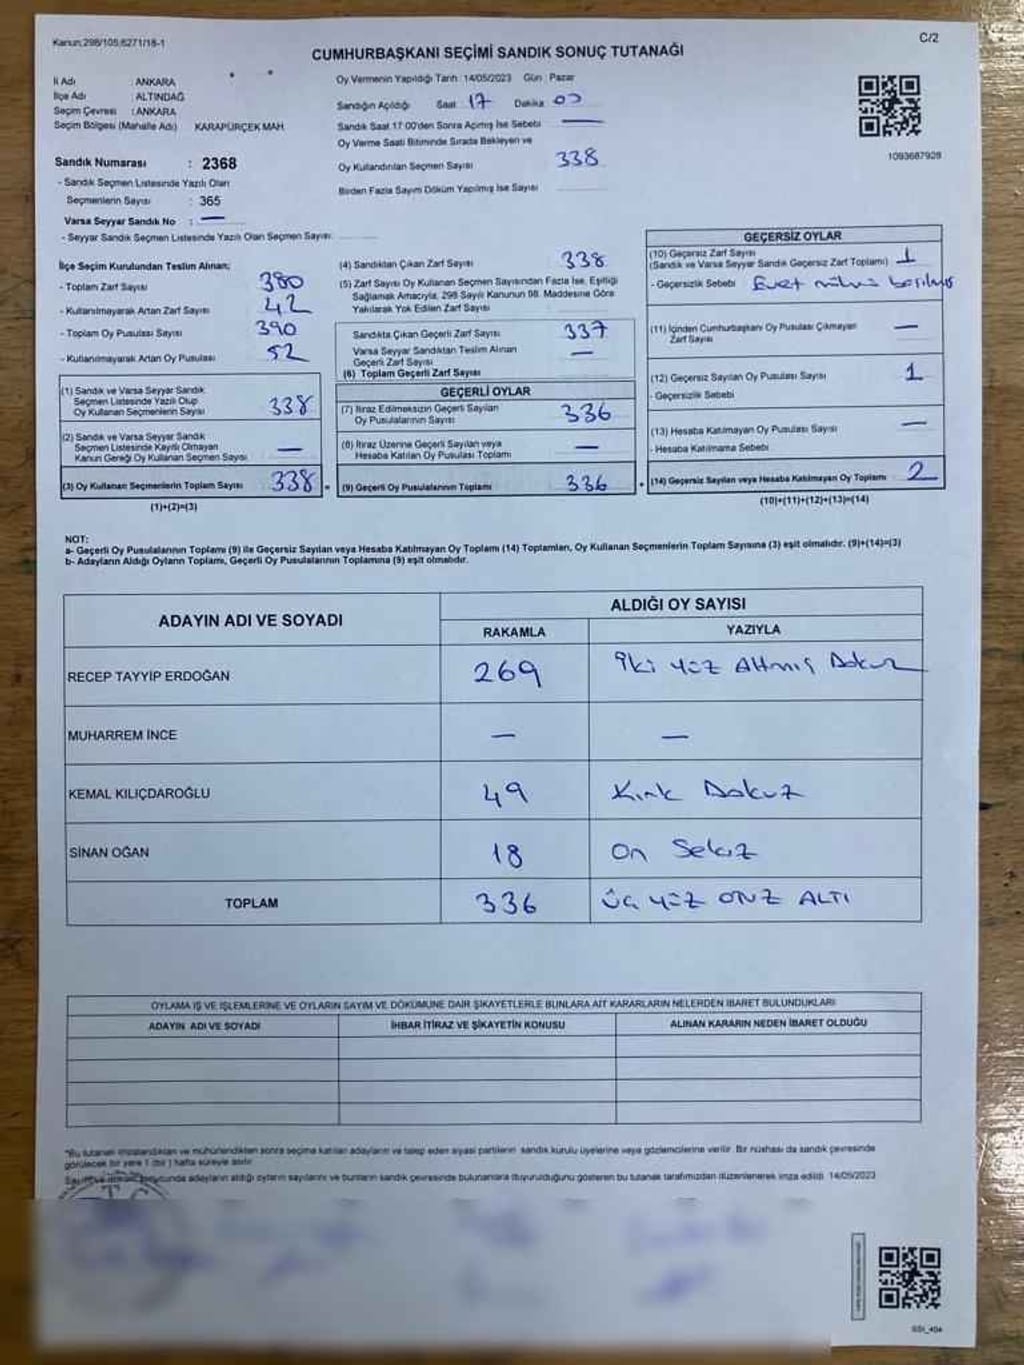 Kanun:298/105;6271/18-1
C/2
CUMHURBAŞKANI SEÇİMİ SANDIK SONUÇ TUTANAĞI
İl Adı : ANKARA
İlçe Adı : ALTINDAĞ
Seçim Çevresi : ANKARA
Seçim Bölgesi (Mahalle Adı) KARAPÜRÇEK MAH
Sandık Numarası : 2368
- Sandık Seçmen Listesinde Yazılı Olan
Seçmenlerin Sayısı : 365
Varsa Seyyar Sandık No : —
- Seyyar Sandık Seçmen Listesinde Yazılı Olan Seçmen Sayısı:
Oy Vermenin Yapıldığı Tarih : 14/05/2023 Gün : Pazar
Sandığın Açıldığı Saat 17 Dakika 00
Sandık Saat 17:00'den Sonra Açılmış İse Sebebi —
Oy Verme Saati Bitiminde Sırada Bekleyen ve
Oy Kullandırılan Seçmen Sayısı 338
Birden Fazla Sayım Döküm Yapılmış İse Sayısı
1093687928
İlçe Seçim Kurulundan Teslim Alınan;
- Toplam Zarf Sayısı 380
- Kullanılmayarak Artan Zarf Sayısı 42
- Toplam Oy Pusulası Sayısı 390
- Kullanılmayarak Artan Oy Pusulası 52
(1) Sandık ve Varsa Seyyar Sandık
Seçmen Listesinde Yazılı Olup
Oy Kullanan Seçmenlerin Sayısı 338
(2) Sandık ve Varsa Seyyar Sandık
Seçmen Listesinde Kayıtlı Olmayan
Kanun Gereği Oy Kullanan Seçmen Sayısı —
(3) Oy Kullanan Seçmenlerin Toplam Sayısı 338
(1)+(2)=(3)
(4) Sandıktan Çıkan Zarf Sayısı 338
(5) Zarf Sayısı Oy Kullanan Seçmen Sayısından Fazla İse, Eşitliği
Sağlamak Amacıyla, 298 Sayılı Kanunun 98. Maddesine Göre
Yakılarak Yok Edilen Zarf Sayısı
Sandıkta Çıkan Geçerli Zarf Sayısı 337
Varsa Seyyar Sandıktan Teslim Alınan
Geçerli Zarf Sayısı —
(6) Toplam Geçerli Zarf Sayısı
GEÇERLİ OYLAR
(7) İtiraz Edilmeksizin Geçerli Sayılan
Oy Pusulalarının Sayısı 336
(8) İtiraz Üzerine Geçerli Sayılan veya
Hesaba Katılan Oy Pusulası Toplamı —
= (9) Geçerli Oy Pusulalarının Toplamı 336
GEÇERSİZ OYLAR
(10) Geçersiz Zarf Sayısı
(Sandık ve Varsa Seyyar Sandık Geçersiz Zarf Toplamı) 1
- Geçersizlik Sebebi Evet mührü
(11) İçinden Cumhurbaşkanı Oy Pusulası Çıkmayan
Zarf Sayısı —
(12) Geçersiz Sayılan Oy Pusulası Sayısı 1
- Geçersizlik Sebebi
(13) Hesaba Katılmayan Oy Pusulası Sayısı —
- Hesaba Katılmama Sebebi
+ (14) Geçersiz Sayılan veya Hesaba Katılmayan Oy Toplamı 2
(10)+(11)+(12)+(13)=(14)
NOT:
a- Geçerli Oy Pusulalarının Toplamı (9) ile Geçersiz Sayılan veya Hesaba Katılmayan Oy Toplamı (14) Toplamları, Oy Kullanan Seçmenlerin Toplam Sayısına (3) eşit olmalıdır. (9)+(14)=(3)
b- Adayların Aldığı Oyların Toplamı, Geçerli Oy Pusulalarının Toplamına (9) eşit olmalıdır.
ADAYIN ADI VE SOYADI
ALDIĞI OY SAYISI
RAKAMLA YAZIYLA
RECEP TAYYİP ERDOĞAN 269 İki yüz Altmış Dokuz
MUHARREM İNCE — —
KEMAL KILIÇDAROĞLU 49 Kırk Dokuz
SİNAN OĞAN 18 On Sekiz
TOPLAM 336 Üç yüz OTUZ ALTI
OYLAMA İŞ VE İŞLEMLERİNE VE OYLARIN SAYIM VE DÖKÜMÜNE DAİR ŞİKAYETLERLE BUNLARA AİT KARARLARIN NELERDEN İBARET BULUNDUKLARI
ADAYIN ADI VE SOYADI İHBAR İTİRAZ VE ŞİKAYETİN KONUSU ALINAN KARARIN NEDEN İBARET OLDUĞU
*Bu tutanak imzalandıktan ve mühürlendikten sonra seçime katılan adayların ve talep eden siyasi partilerin sandık kurulu üyelerine veya gözlemcilerine verilir. Bir nüshası da sandık çevresinde
görülecek bir yere 1 (bir) hafta süreyle asılır.
sonucunda adayların aldığı oyların sayılarını ve bunların sandık çevresinde bulunanlara duyurulduğunu gösteren bu tutanak tarafımızdan düzenlenerek imza edildi. 14/05/2023